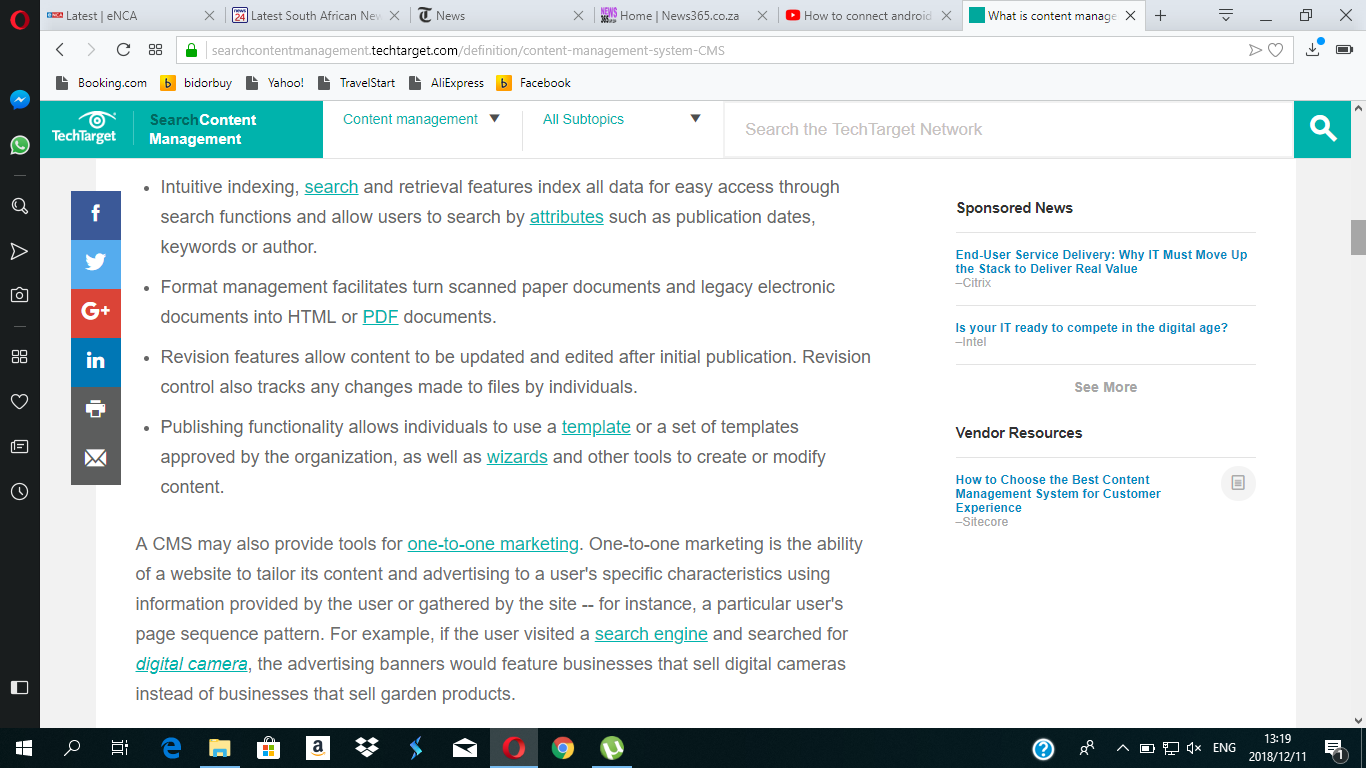 Latest | eNCA
Latest South African Nev
News
Home | News365.co.za
How to connect android
What is content manage
searchcontentmanagement.techtarget.com/definition/content-management-system-CMS
Booking.com
bidorbuy
Yahoo!
TravelStart
AliExpress
Facebook
TechTarget
SearchContent
Management
Content management
All Subtopics
Search the TechTarget Network
Intuitive indexing, search and retrieval features index all data for easy access through
search functions and allow users to search by attributes such as publication dates,
keywords or author.
Format management facilitates turn scanned paper documents and legacy electronic
documents into HTML or PDF documents.
Revision features allow content to be updated and edited after initial publication. Revision
control also tracks any changes made to files by individuals.
Publishing functionality allows individuals to use a template or a set of templates
approved by the organization, as well as wizards and other tools to create or modify
content.
A CMS may also provide tools for one-to-one marketing. One-to-one marketing is the ability
of a website to tailor its content and advertising to a user's specific characteristics using
information provided by the user or gathered by the site -- for instance, a particular user's
page sequence pattern. For example, if the user visited a search engine and searched for
digital camera, the advertising banners would feature businesses that sell digital cameras
instead of businesses that sell garden products.
Sponsored News
End-User Service Delivery: Why IT Must Move Up
the Stack to Deliver Real Value
–Citrix
Is your IT ready to compete in the digital age?
–Intel
See More
Vendor Resources
How to Choose the Best Content
Management System for Customer
Experience
–Sitecore
ENG
13:19
2018/12/11
1